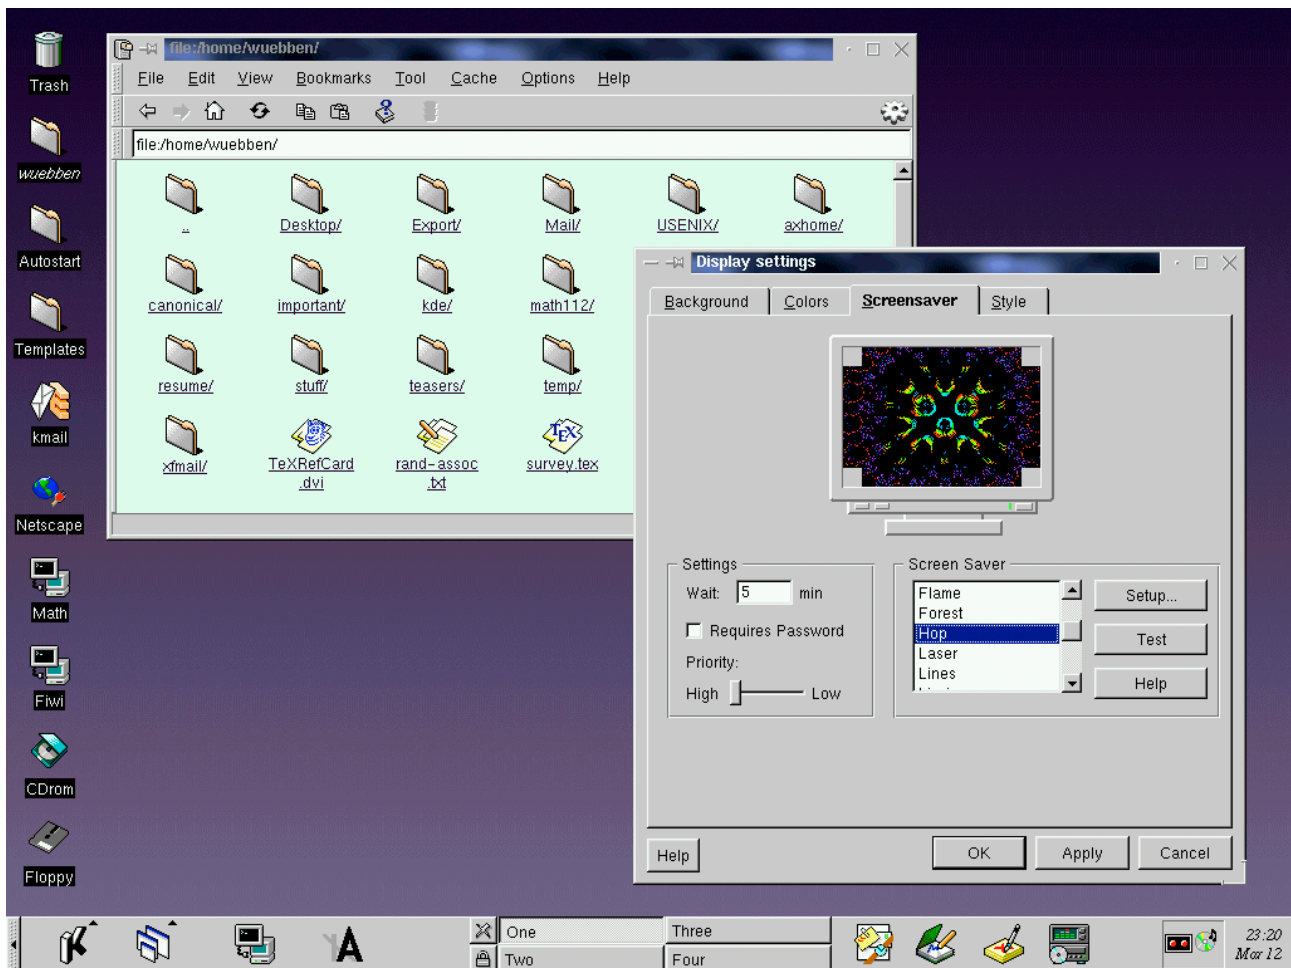 Trash
wuebben
Autostart
Templates
kmail
Netscape
Math
Fiwi
CDrom
Floppy
file:/home/wuebben/
File Edit View Bookmarks Tool Cache Options Help
file:/home/wuebben/
.. Desktop/ Export/ Mail/ USENIX/ axhome/
canonical/ important/ kde/ math112/
resume/ stuff/ teasers/ temp/
xfmail/ TeXRefCard rand-assoc survey.tex
.dvi .txt
TEX
Display settings
Background Colors Screensaver Style
Settings
Wait: 5 min
Requires Password
Priority:
High Low
Screen Saver
Flame
Forest
Hop
Laser
Lines
Setup...
Test
Help
Help OK Apply Cancel
K
One Three
Two Four
23:20
Mar 12